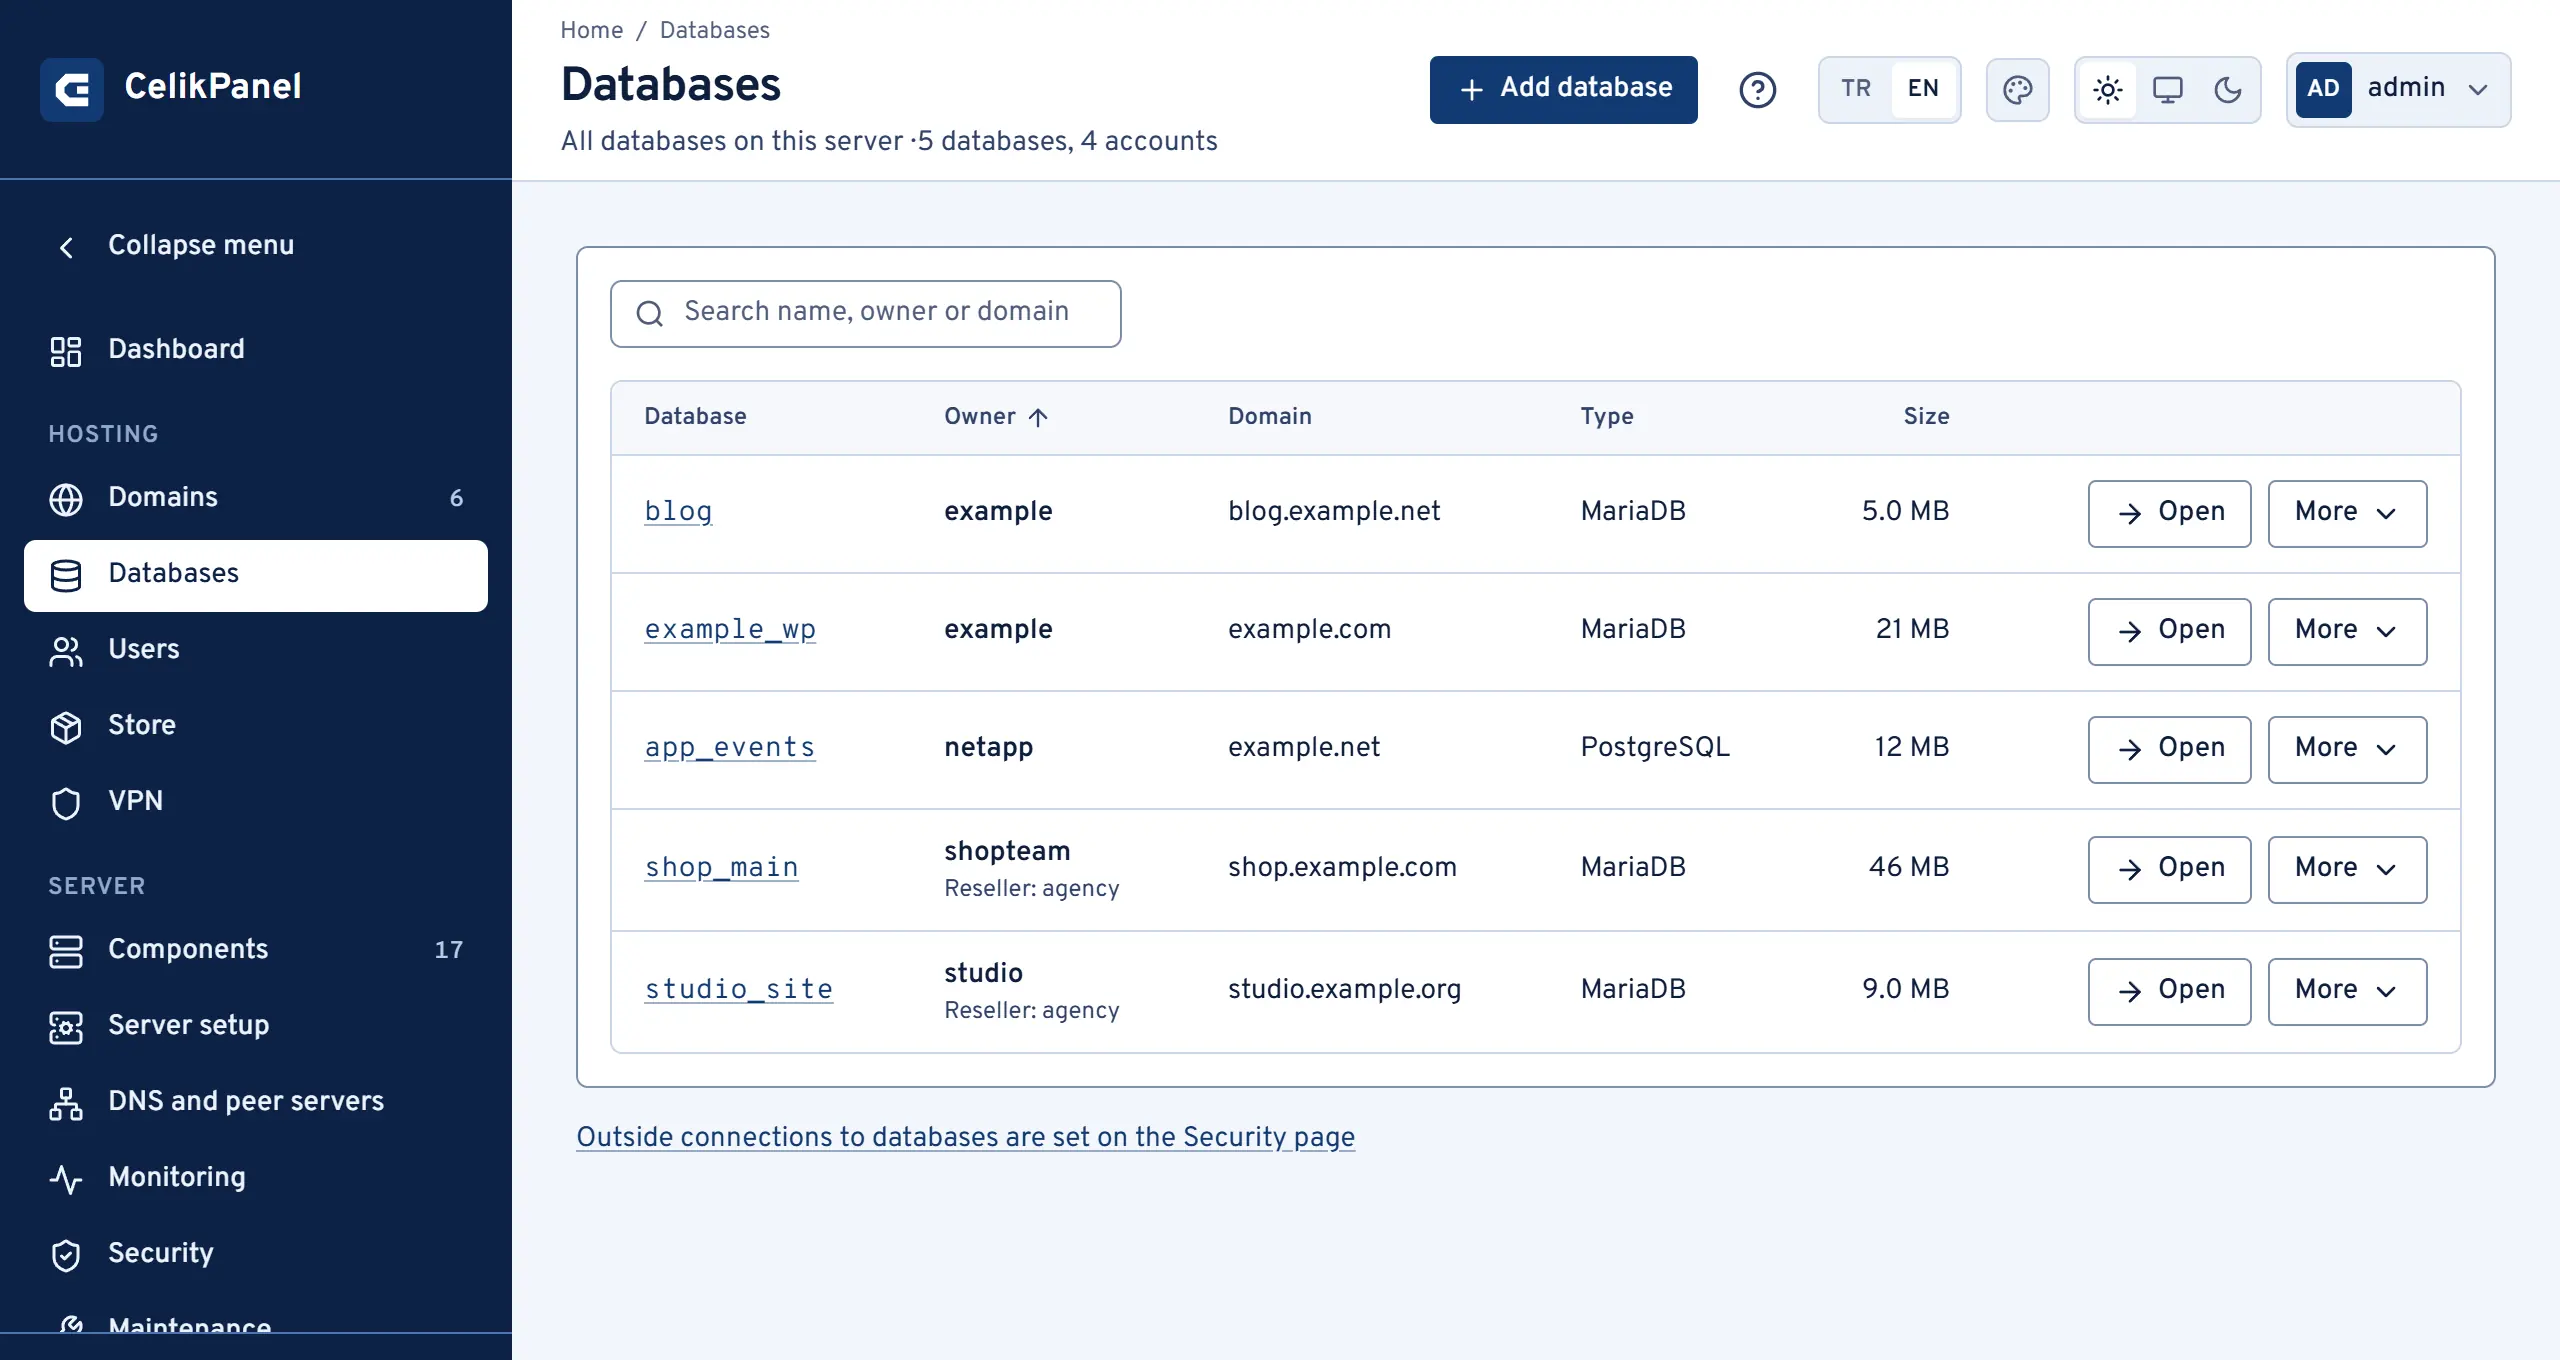 CelikPanel
Collapse menu
Dashboard
HOSTING
Domains 6
Databases
Users
Store
VPN
SERVER
Components 17
Server setup
DNS and peer servers
Monitoring
Security
Maintenance
Home / Databases
Databases
All databases on this server ·5 databases, 4 accounts
+ Add database
TR EN
AD admin
Search name, owner or domain
Database Owner ↑ Domain Type Size
blog example blog.example.net MariaDB 5.0 MB → Open More
example_wp example example.com MariaDB 21 MB → Open More
app_events netapp example.net PostgreSQL 12 MB → Open More
shop_main shopteam shop.example.com MariaDB 46 MB → Open More
Reseller: agency
studio_site studio studio.example.org MariaDB 9.0 MB → Open More
Reseller: agency
Outside connections to databases are set on the Security page